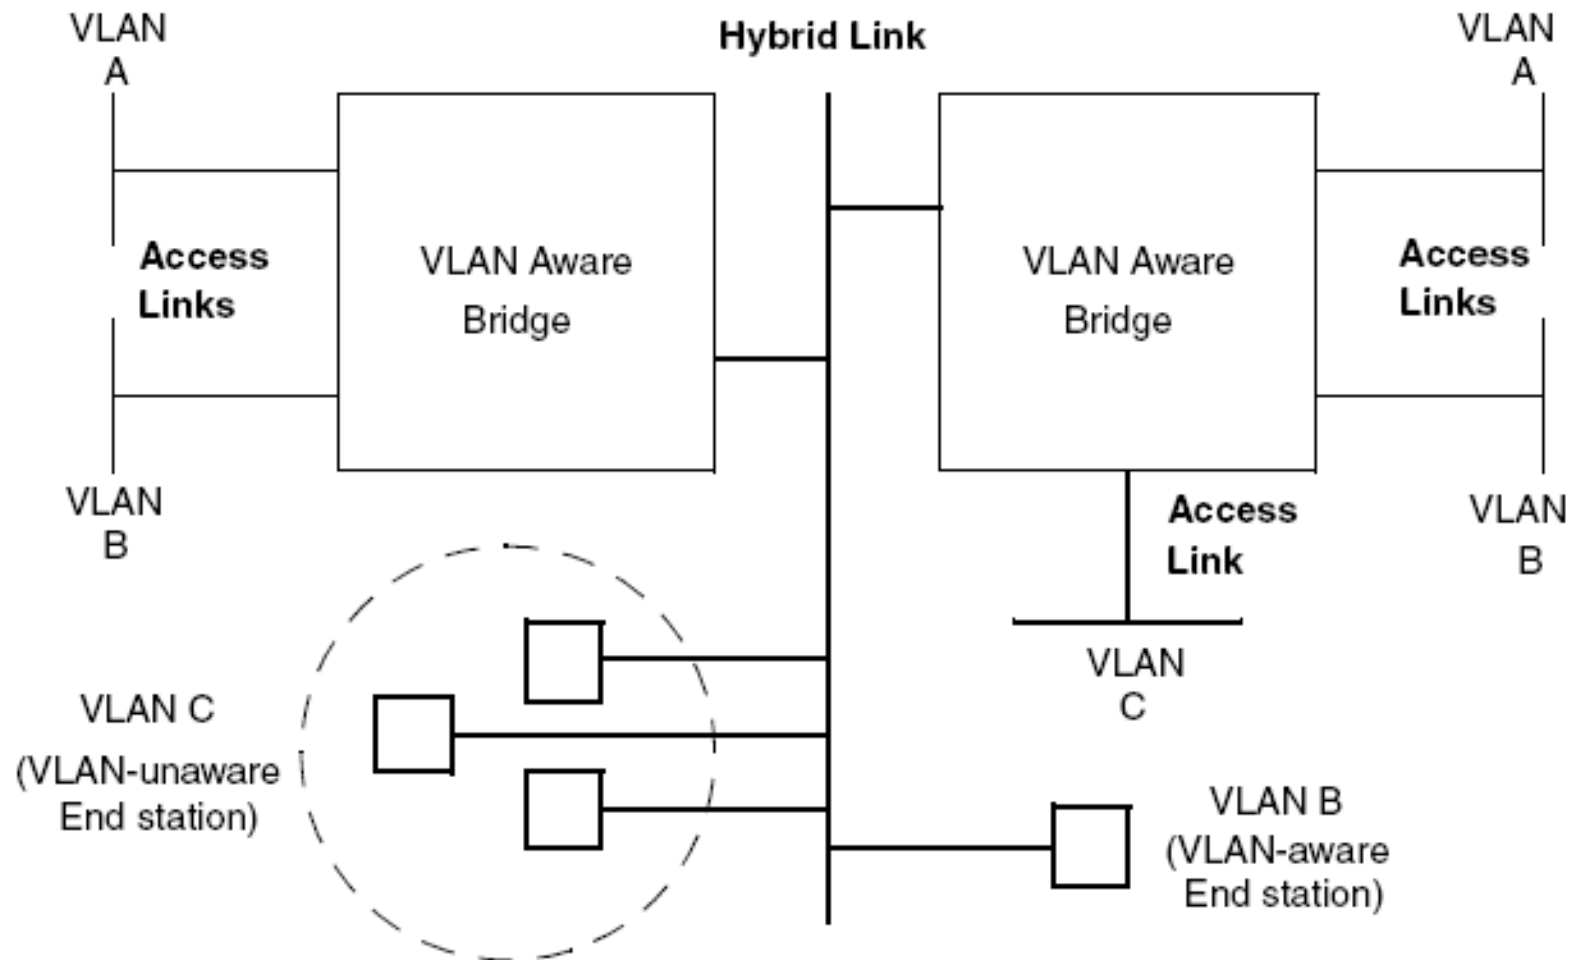 VLAN
A
Hybrid Link
VLAN
A
Access
Links
VLAN Aware
Bridge
VLAN Aware
Bridge
Access
Links
VLAN
B
Access
Link
VLAN
B
VLAN
C
VLAN C
(VLAN-unaware
End station)
VLAN B
(VLAN-aware
End station)